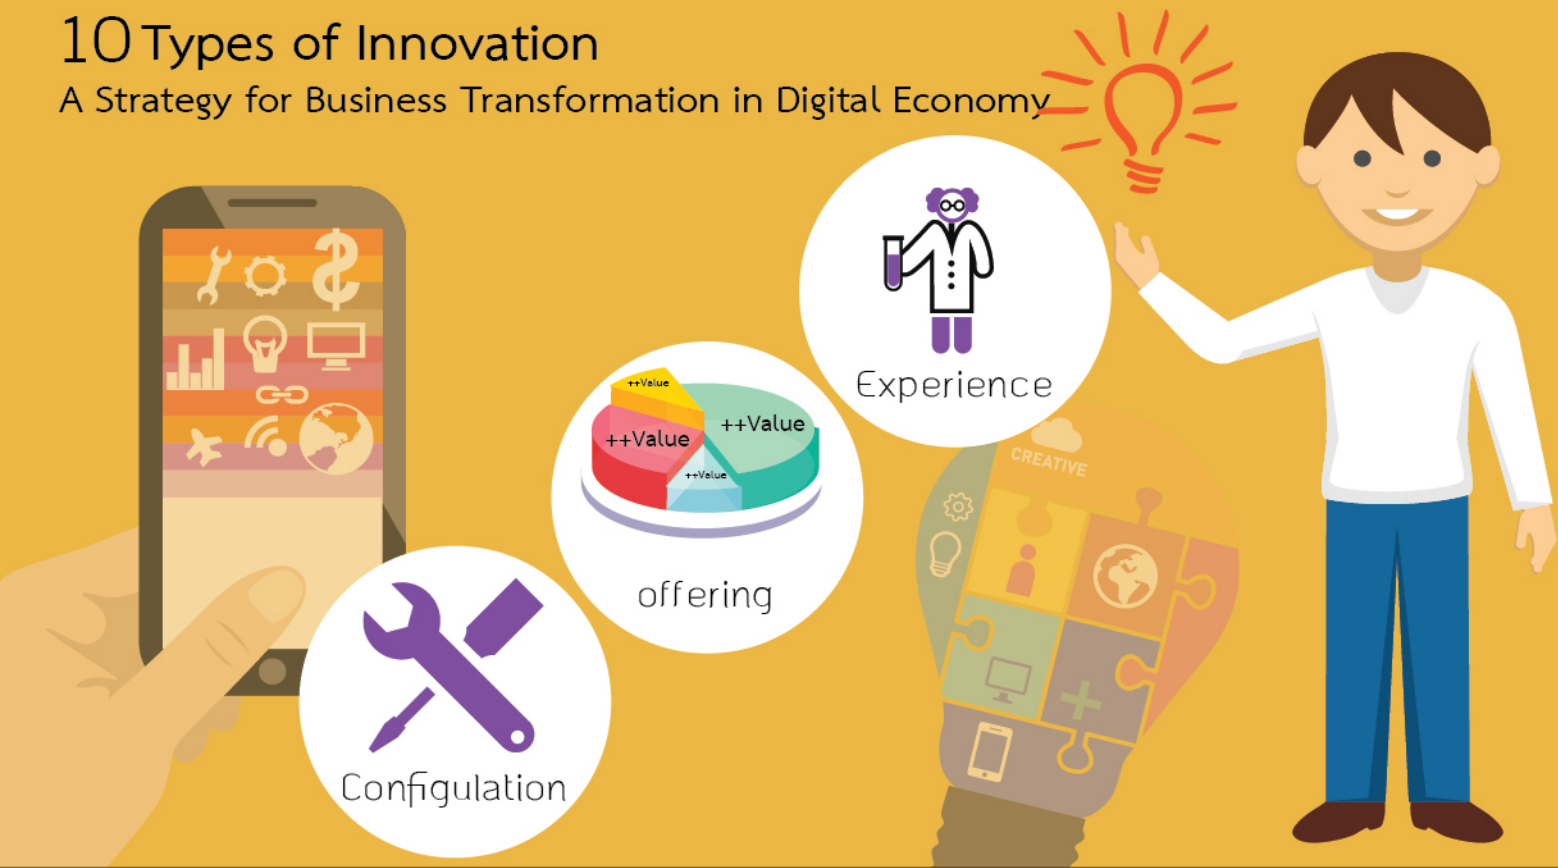 10 Types of Innovation
A Strategy for Business Transformation in Digital Economy
Experience
++Value
++Value
++Value
++Value
offering
CREATIVE
Configulation